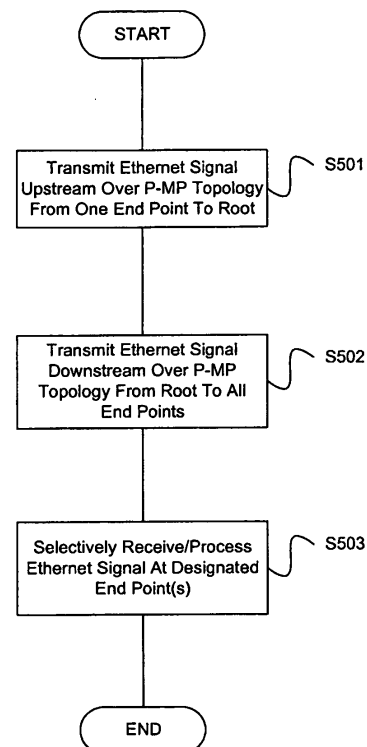 START
Transmit Ethernet Signal
Upstream Over P-MP Topology
From One End Point To Root
S501
Transmit Ethernet Signal
Downstream Over P-MP
Topology From Root To All
End Points
S502
Selectively Receive/Process
Ethernet Signal At Designated
End Point(s)
S503
END